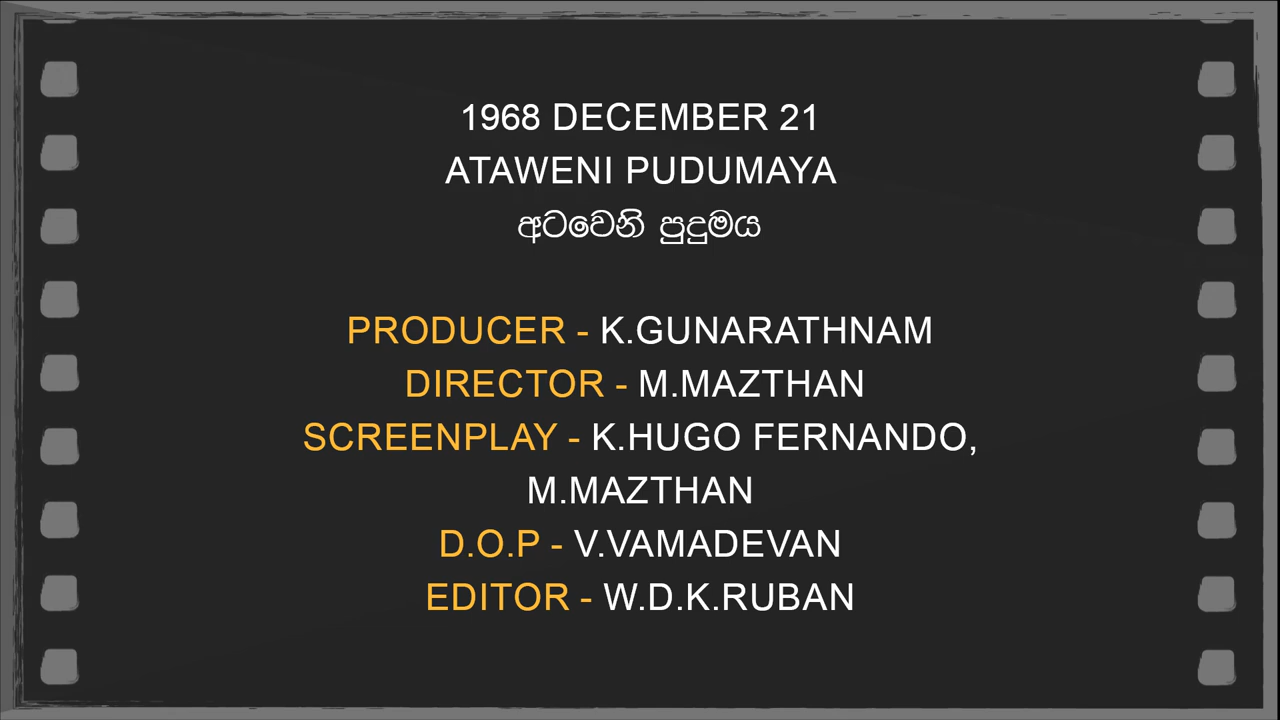 1968 DECEMBER 21
ATAWENI PUDUMAYA
අටවෙනි පුදුමය
PRODUCER - K.GUNARATHNAM
DIRECTOR - M.MAZTHAN
SCREENPLAY - K.HUGO FERNANDO,
M.MAZTHAN
D.O.P - V.VAMADEVAN
EDITOR - W.D.K.RUBAN